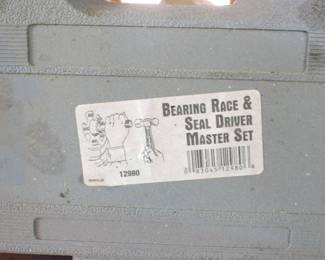 BEARING RACE &
SEAL DRIVER
MASTER SET
12980